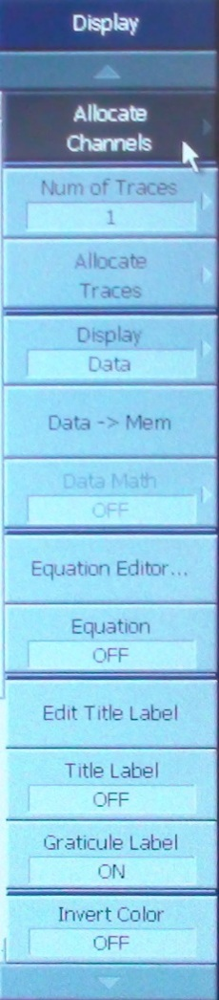 Display
Allocate
Channels
Num of Traces
1
Allocate
Traces
Display
Data
Data -> Mem
Data Math
OFF
Equation Editor...
Equation
OFF
Edit Title Label
Title Label
OFF
Graticule Label
ON
Invert Color
OFF